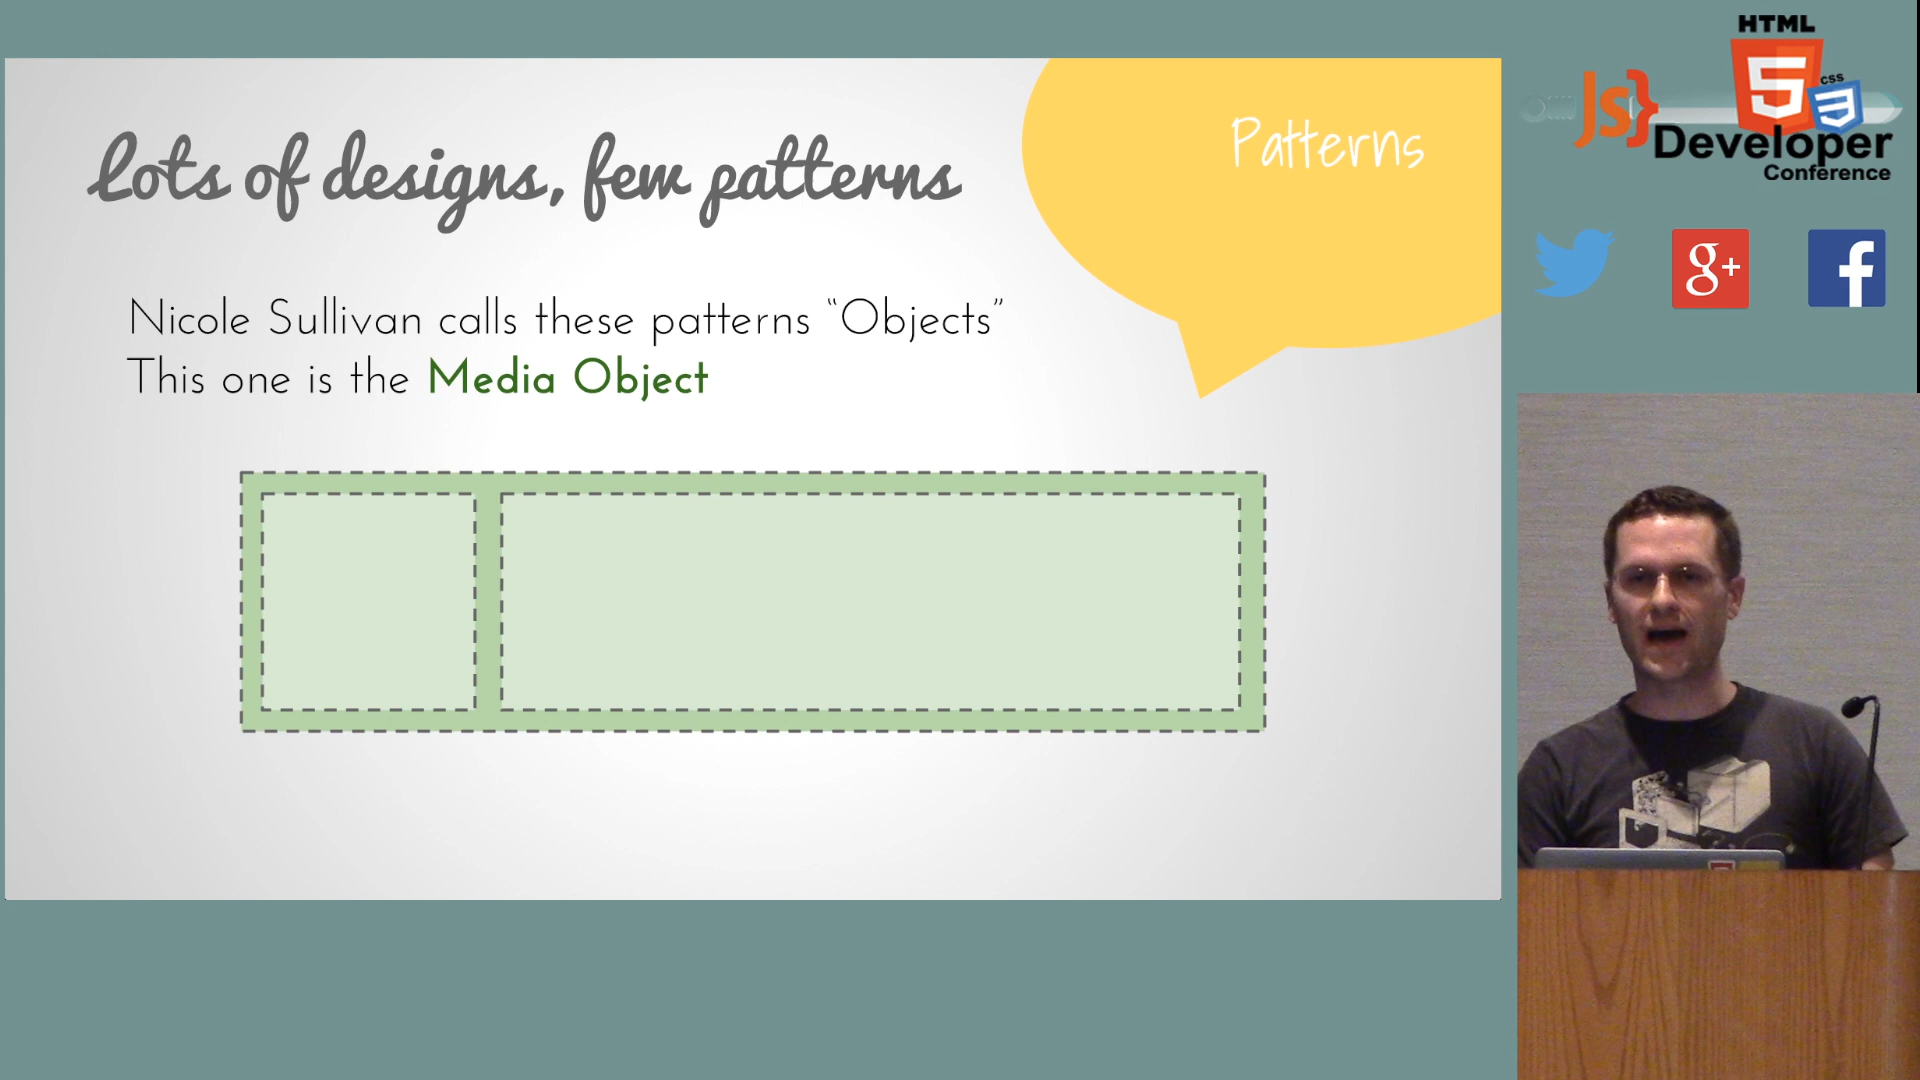 Lots of designs, few patterns
Patterns
Nicole Sullivan calls these patterns “Objects”
This one is the Media Object
HTML
JS}
5
CSS
3
Developer
Conference
g+
f